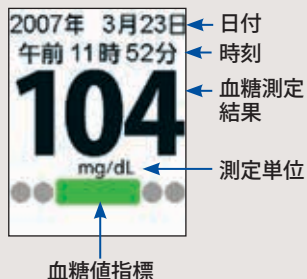 2007年 3月23日
日付
午前 11時 52分
時刻
104
血糖測定
結果
mg/dL
測定単位
血糖値指標